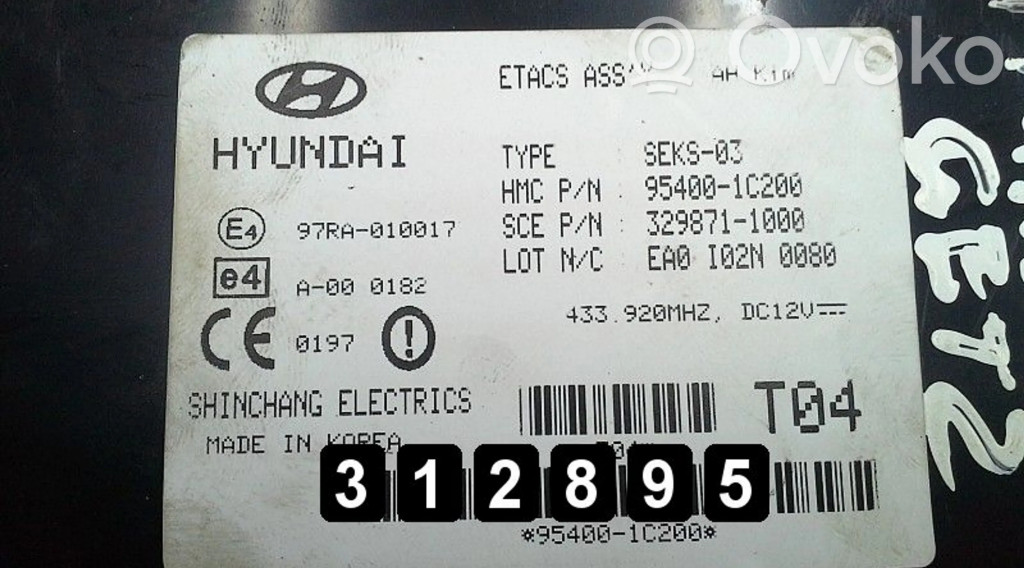 Ovoko
ETACS ASS'Y
HYUNDAI
TYPE SEKS-03
HMC P/N 95400-1C200
SCE P/N 329871-1000
LOT N/C EA0 I02N 0080
E4 97RA-010017
e4 A-00 0182
433.920MHZ, DC12V
CE 0197 !
SHINCHANG ELECTRICS
T04
MADE IN KOREA
312895
*95400-1C200*
GETZ